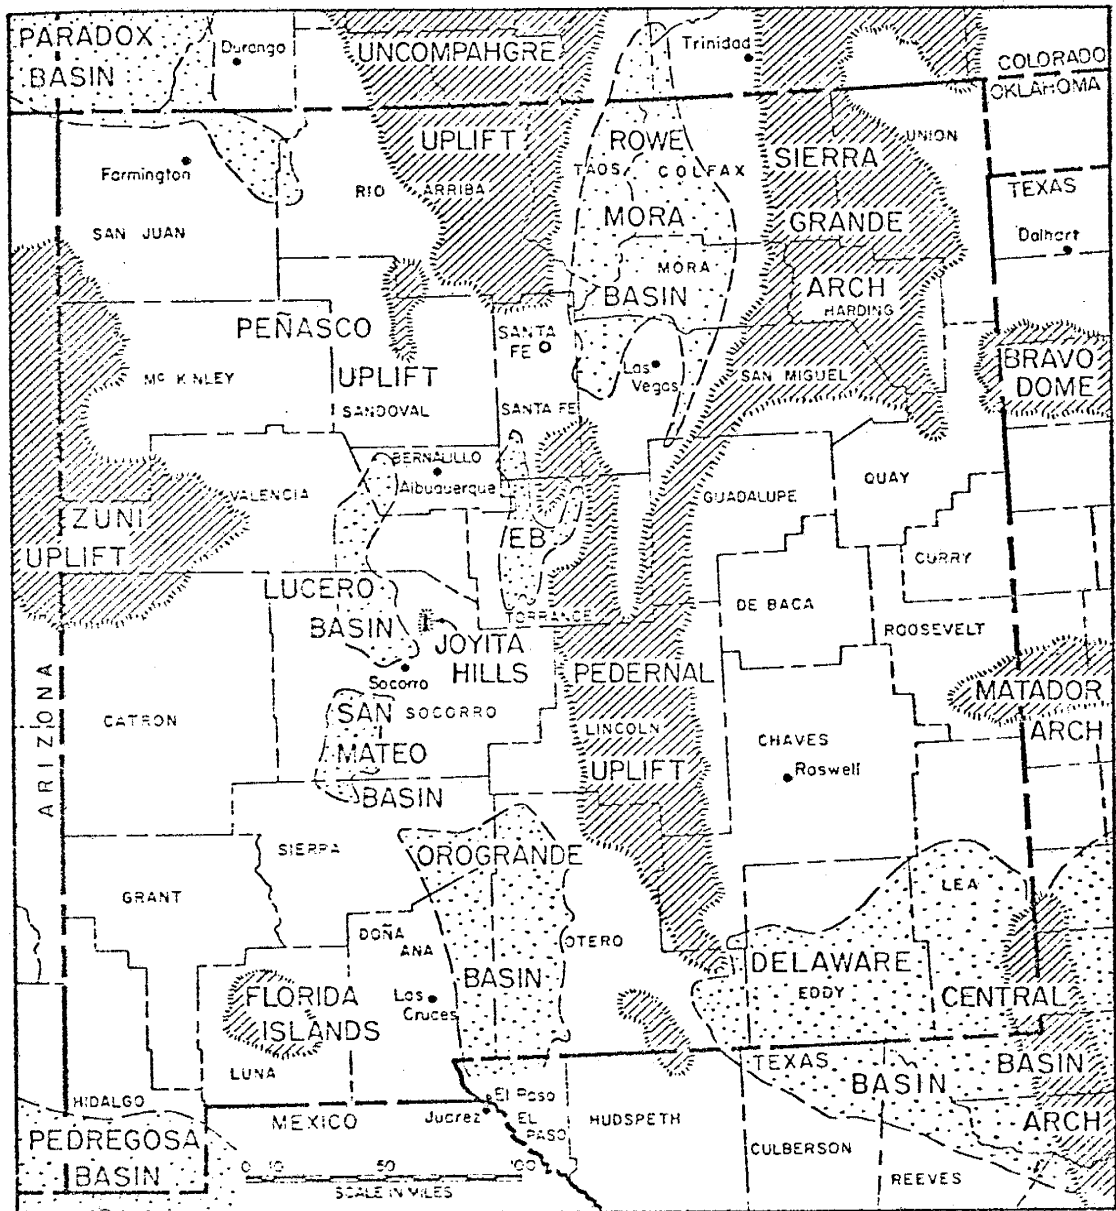 PARADOX
BASIN
Durango
UNCOMPAHGRE
UPLIFT
Trinidad
COLORADO
OKLAHOMA
UNION
ROWE
TAOS
COLFAX
MORA
MORA
BASIN
SIERRA
GRANDE
ARCH
HARDING
TEXAS
Dalhart
Farmington
SAN JUAN
RIO
ARRIBA
PEÑASCO
UPLIFT
SANTA
FE
Las
Vegas
SAN MIGUEL
BRAVO
DOME
Mc KINLEY
SANDOVAL
SANTA FE
BERNALILLO
Albuquerque
VALENCIA
ZUNI
UPLIFT
EB
GUADALUPE
QUAY
CURRY
LUCERO
BASIN
TORRANCE
DE BACA
ROOSEVELT
JOYITA
HILLS
Socorro
PEDERNAL
LINCOLN
UPLIFT
MATADOR
ARCH
ARIZONA
CATRON
SAN
MATEO
BASIN
SOCORRO
CHAVES
Roswell
SIERRA
OROGRANDE
BASIN
GRANT
LEA
DOÑA
ANA
OTERO
DELAWARE
EDDY
CENTRAL
FLORIDA
ISLANDS
Las
Cruces
LUNA
TEXAS
BASIN
BASIN
ARCH
HIDALGO
MEXICO
El Paso
Juarez
EL
PASO
HUDSPETH
PEDREGOSA
BASIN
CULBERSON
REEVES
0 10 50 100
SCALE IN MILES